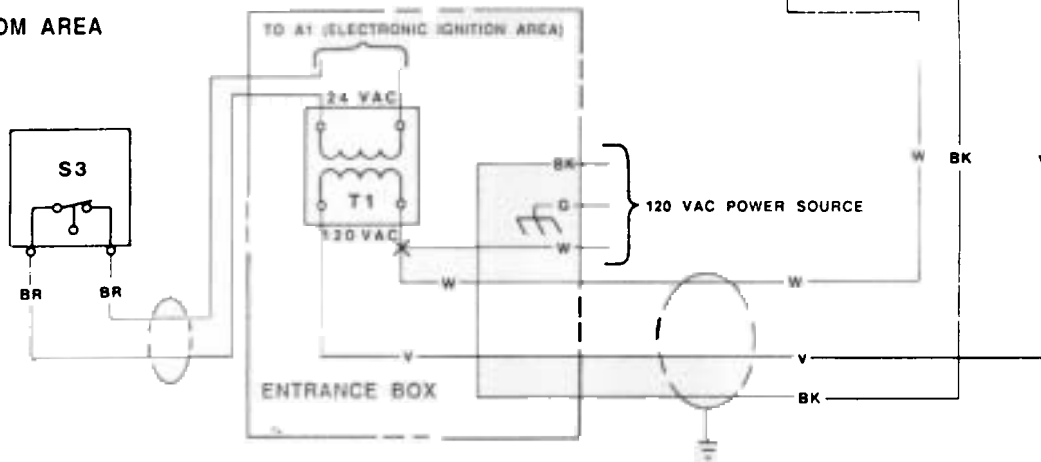 OM AREA
TO A1 (ELECTRONIC IGNITION AREA)
24 VAC
S3
T1
120 VAC
BK
G
W
120 VAC POWER SOURCE
W
BK
BR
BR
W
W
V
V
BK
ENTRANCE BOX